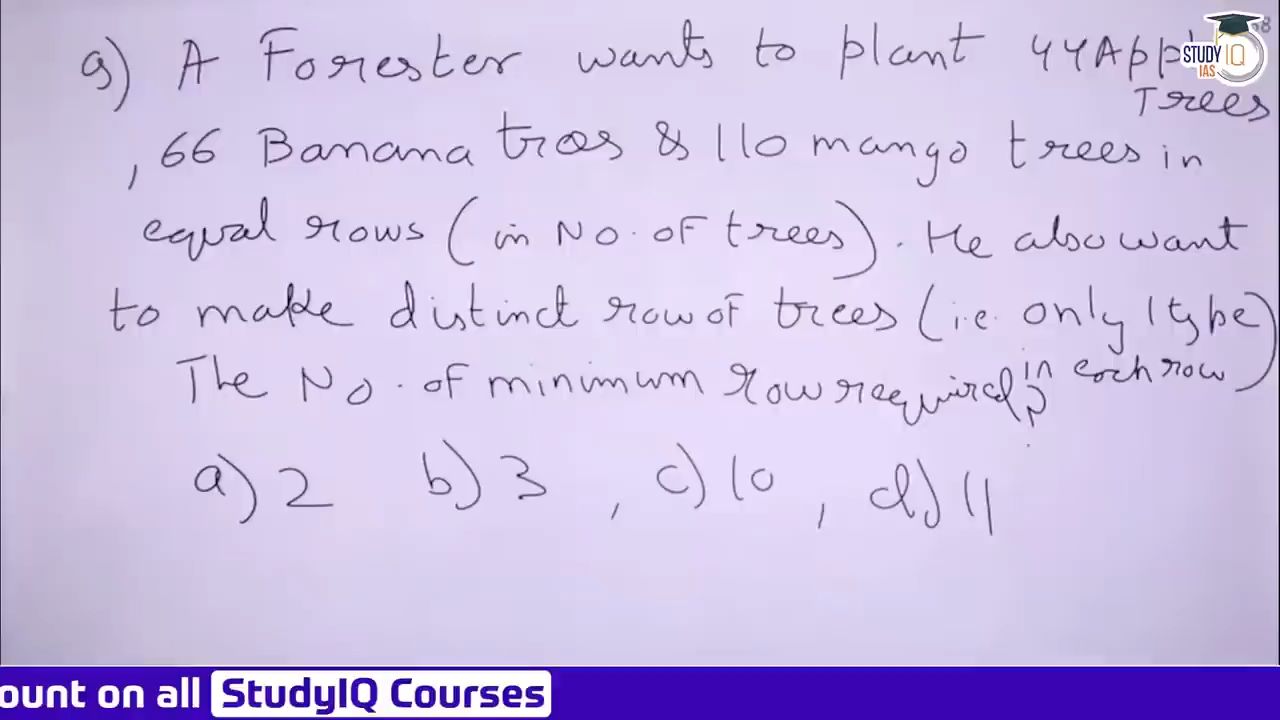 g) A Forester wants to plant 44 Apple
Trees
, 66 Banana trees & 110 mango trees in
equal rows (in No. of trees). He also want
to make distinct row of trees (i.e. only 1 type
in each row)
The No. of minimum row required?
a) 2 b) 3 , c) 10 , d) 11
STUDY IQ
IAS
ount on all StudyIQ Courses